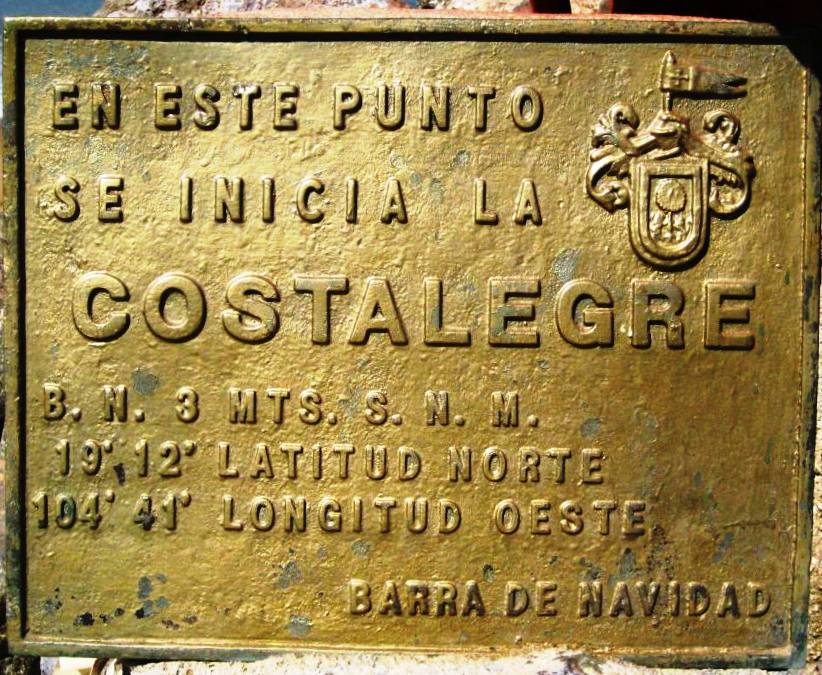 EN ESTE PUNTO
SE INICIA LA
COSTALEGRE
B. N. 3 MTS. S. N. M.
19° 12' LATITUD NORTE
104° 41' LONGITUD OESTE
BARRA DE NAVIDAD